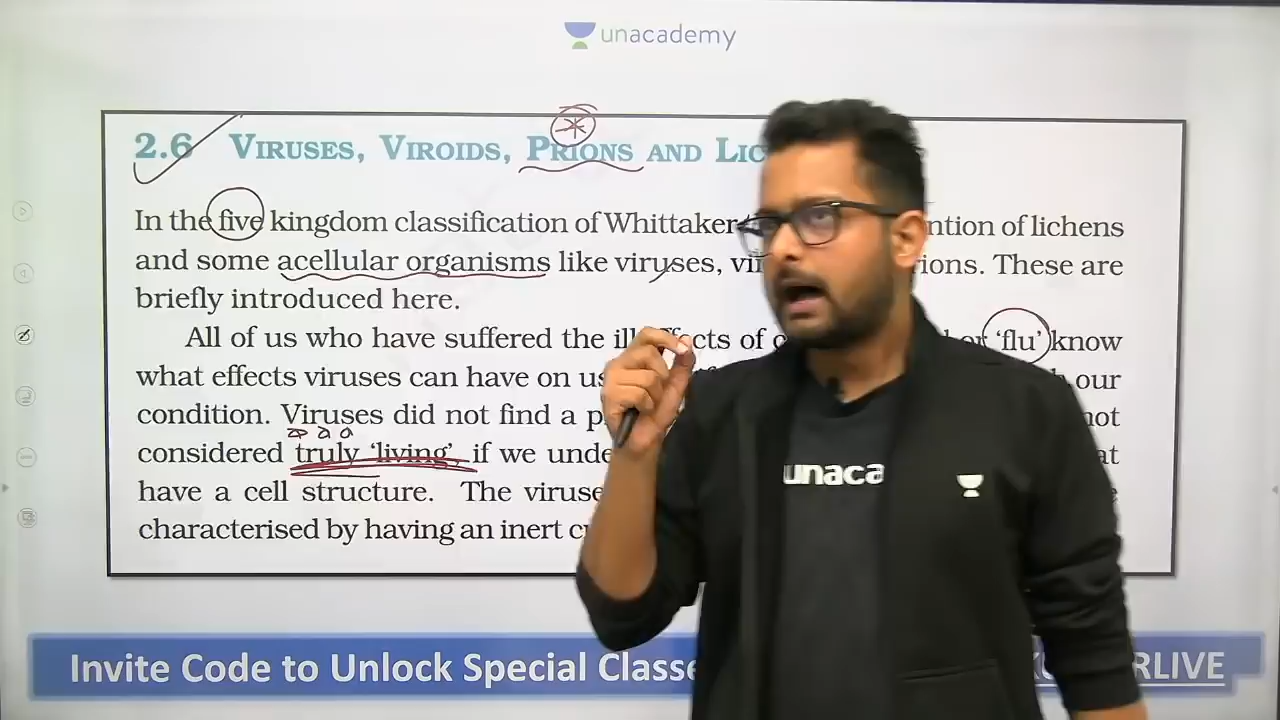 unacademy
2.6 VIRUSES, VIROIDS, PRIONS AND LIC
In the five kingdom classification of Whittaker ntion of lichens
and some acellular organisms like viruses, vi ions. These are
briefly introduced here.
All of us who have suffered the ill effects of c or ‘flu’ know
what effects viruses can have on us our
condition. Viruses did not find a p not
considered truly ‘living’, if we unde at
have a cell structure. The viruse
characterised by having an inert c
unaca
Invite Code to Unlock Special Classe RLIVE